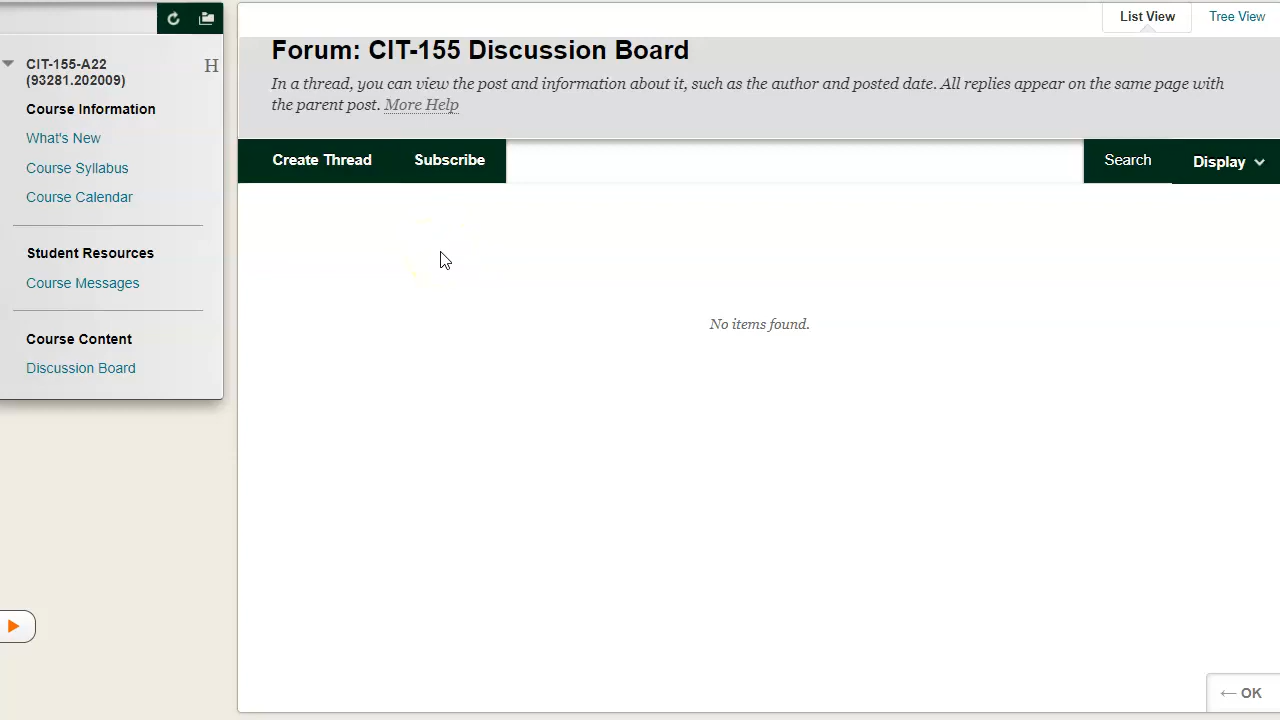 List View
Tree View
Forum: CIT-155 Discussion Board
In a thread, you can view the post and information about it, such as the author and posted date. All replies appear on the same page with
the parent post. More Help
Create Thread
Subscribe
Search
Display
No items found.
OK
CIT-155-A22
(93281.202009)
H
Course Information
What's New
Course Syllabus
Course Calendar
Student Resources
Course Messages
Course Content
Discussion Board